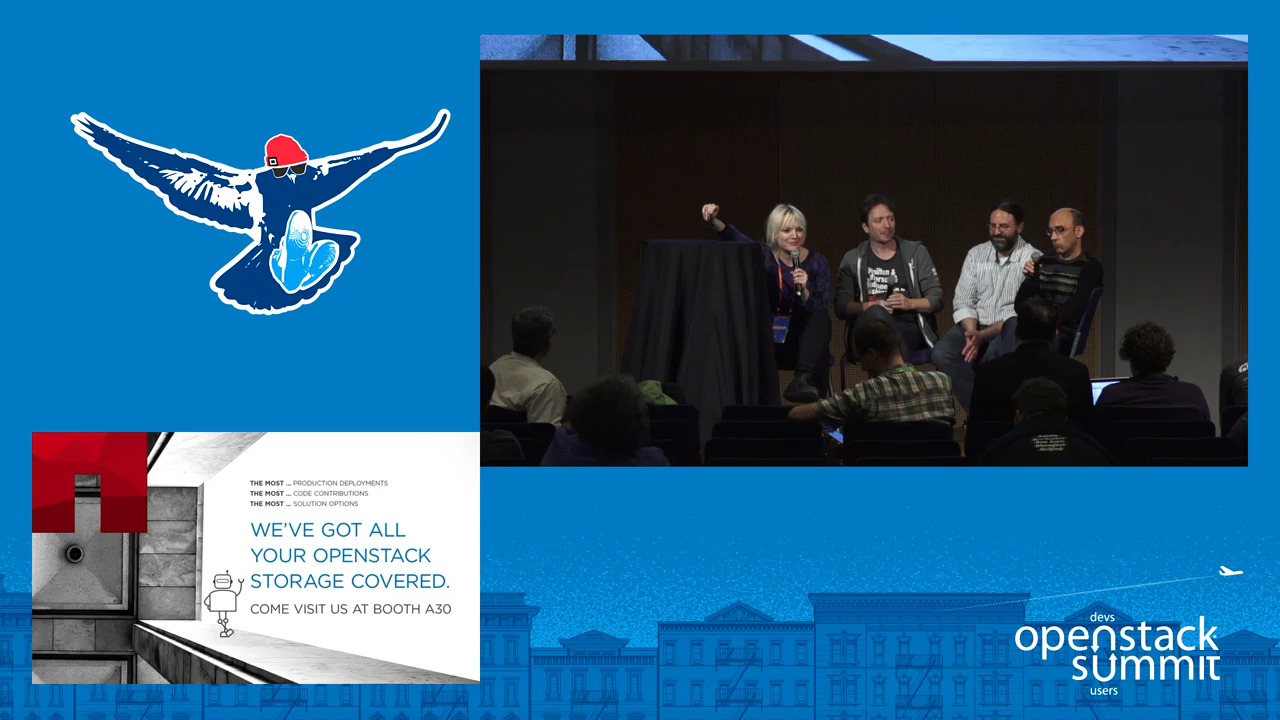 THE MOST ... PRODUCTION DEPLOYMENTS
THE MOST ... CODE CONTRIBUTIONS
THE MOST ... SOLUTION OPTIONS
WE'VE GOT ALL
YOUR OPENSTACK
STORAGE COVERED.
COME VISIT US AT BOOTH A30
devs
openstack
summit
users